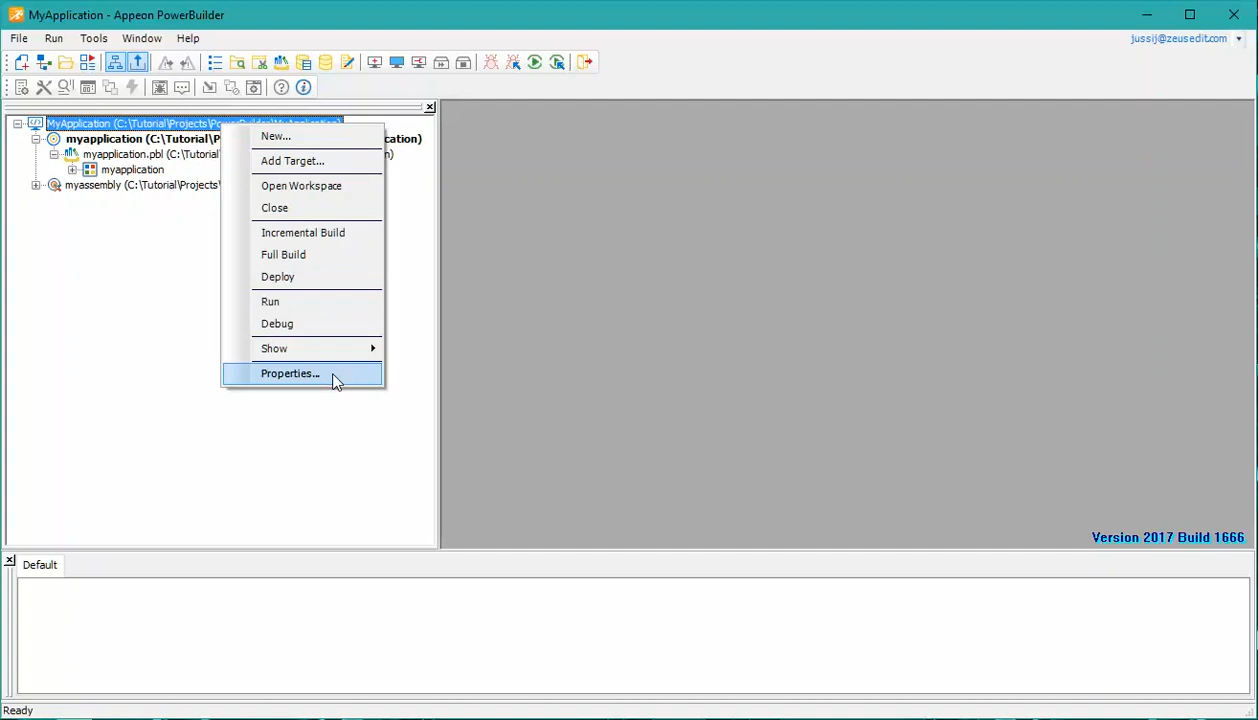 MyApplication - Appeon PowerBuilder
File Run Tools Window Help
jussij@zeusedit.com
MyApplication (C:\Tutorial\Projects\PowerBuilder\MyApplication)
myapplication (C:\Tutorial\P cation)
myapplication.pbl (C:\Tutorial n)
myapplication
myassembly (C:\Tutorial\Projects\
New...
Add Target...
Open Workspace
Close
Incremental Build
Full Build
Deploy
Run
Debug
Show
Properties...
Version 2017 Build 1666
Default
Ready